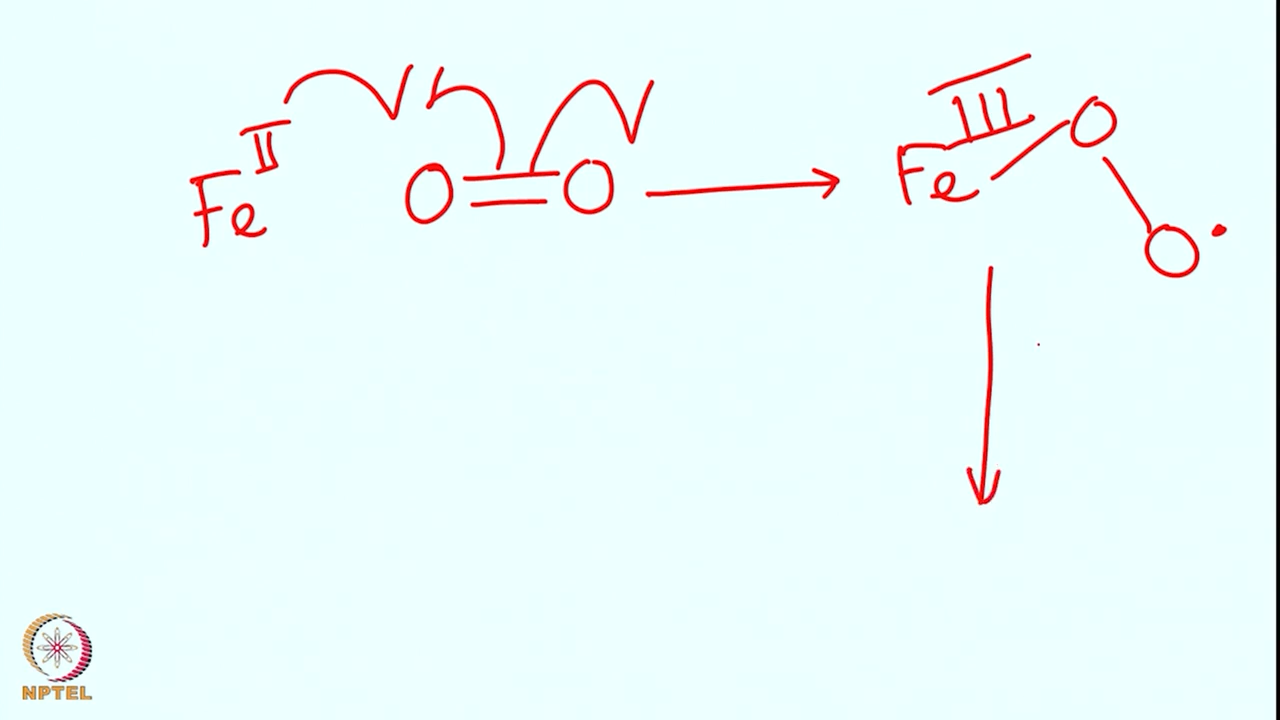 Fe II O=O → Fe III O O •
NPTEL